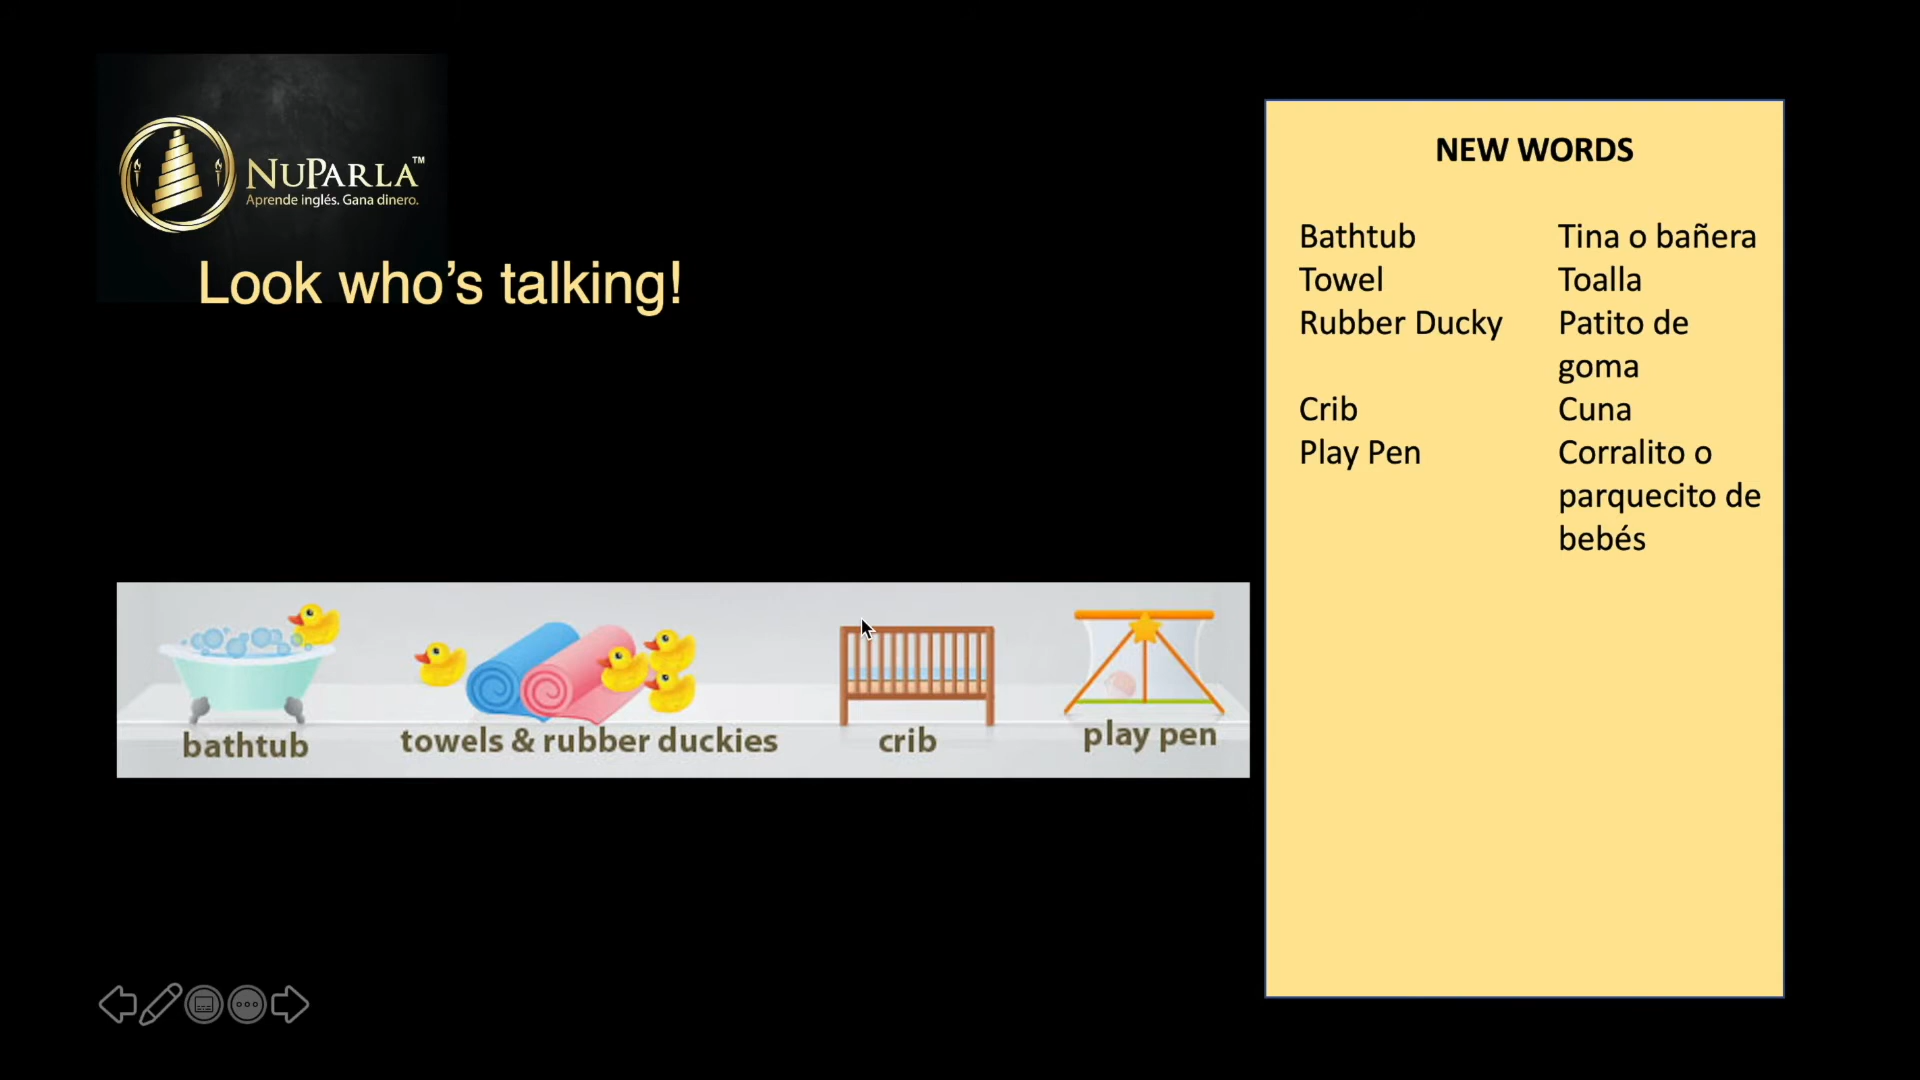 NUPARLA™
Aprende inglés. Gana dinero.
Look who’s talking!
bathtub
towels & rubber duckies
crib
play pen
NEW WORDS
Bathtub Tina o bañera
Towel Toalla
Rubber Ducky Patito de
goma
Crib Cuna
Play Pen Corralito o
parquecito de
bebés